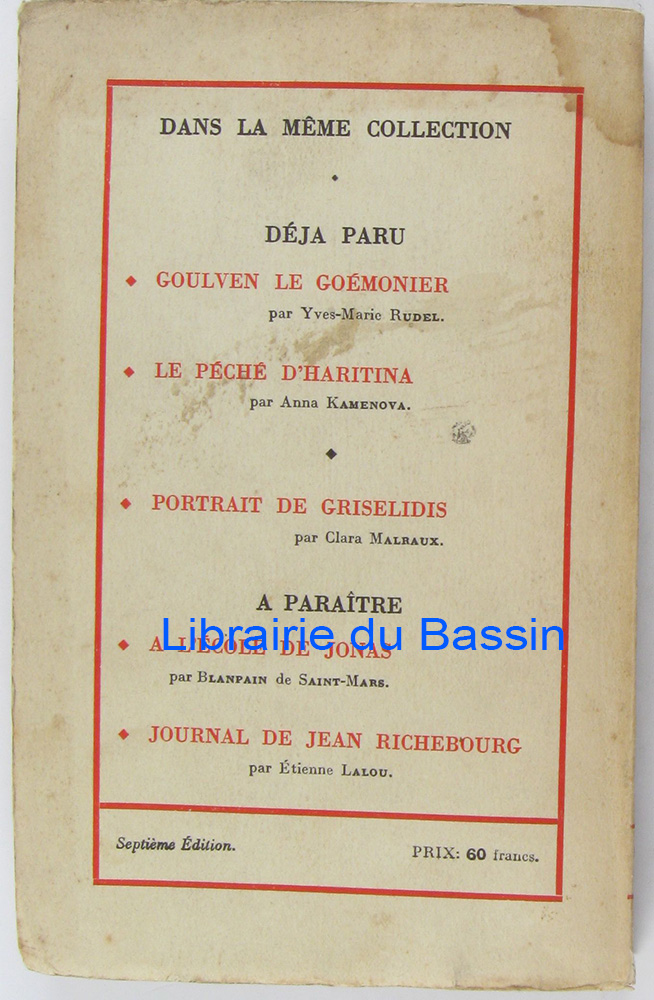 DANS LA MÊME COLLECTION
DÉJA PARU
GOULVEN LE GOÉMONIER
par Yves-Marie RUDEL.
LE PÉCHÉ D'HARITINA
par Anna KAMENOVA.
PORTRAIT DE GRISELIDIS
par Clara MALRAUX.
A PARAÎTRE
Librairie du Bassin
A L'ÉCOLE DE JONAS
par BLANPAIN de SAINT-MARS.
JOURNAL DE JEAN RICHEBOURG
par Étienne LALOU.
Septième Édition.
PRIX: 60 francs.